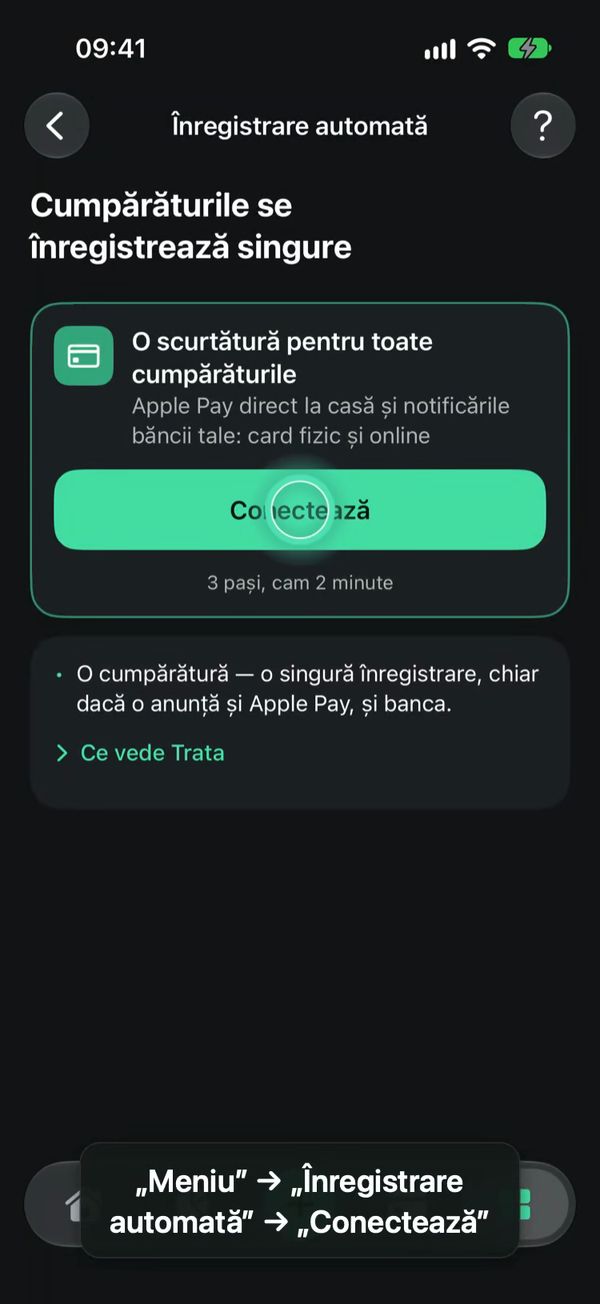 09:41
Înregistrare automată
?
Cumpărăturile se
înregistrează singure
O scurtătură pentru toate
cumpărăturile
Apple Pay direct la casă și notificările
băncii tale: card fizic și online
Conectează
3 pași, cam 2 minute
• O cumpărătură — o singură înregistrare, chiar
dacă o anunță și Apple Pay, și banca.
Ce vede Trata
„Meniu” → „Înregistrare
automată” → „Conectează”